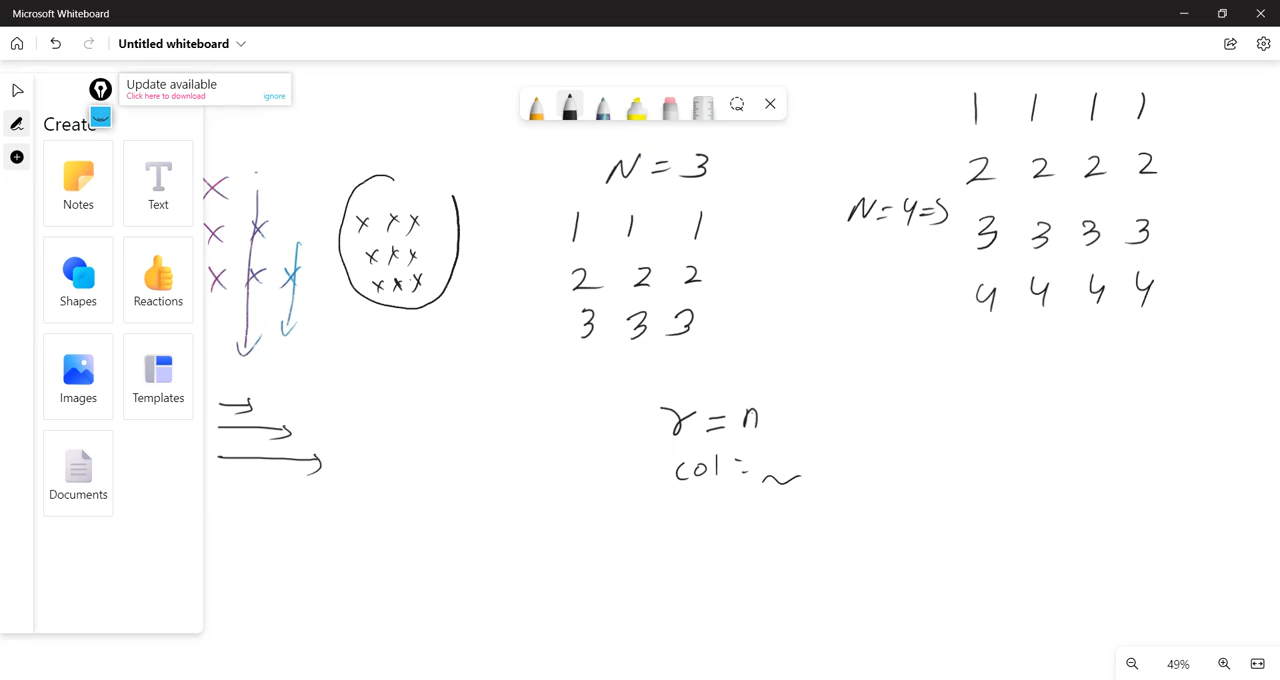 Microsoft Whiteboard
Untitled whiteboard
Update available
Click here to download ignore
Create
Notes
Text
Shapes
Reactions
Images
Templates
Documents
X
X X
X X X
x x x
x x x
x x x
N = 3
1 1 1
2 2 2
3 3 3
r = n
col =
N = 4 =>
1 1 1 1
2 2 2 2
3 3 3 3
4 4 4 4
49%